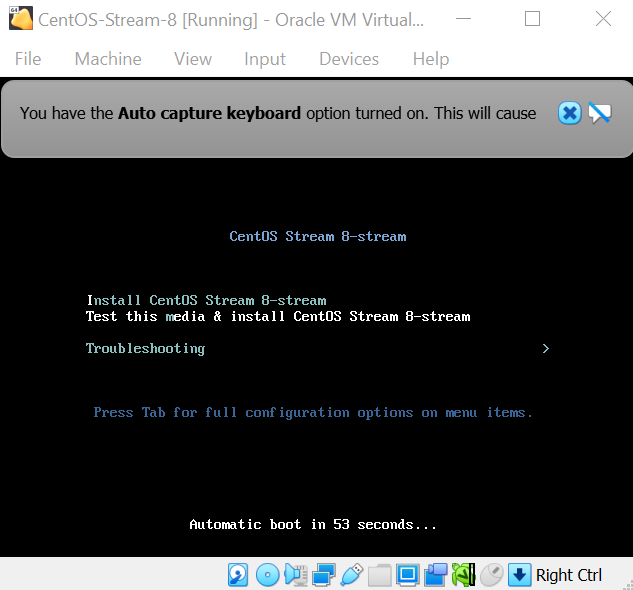 64
CentOS-Stream-8 [Running] - Oracle VM Virtual...
File Machine View Input Devices Help
You have the Auto capture keyboard option turned on. This will cause
CentOS Stream 8-stream
Install CentOS Stream 8-stream
Test this media & install CentOS Stream 8-stream
Troubleshooting >
Press Tab for full configuration options on menu items.
Automatic boot in 53 seconds...
Right Ctrl